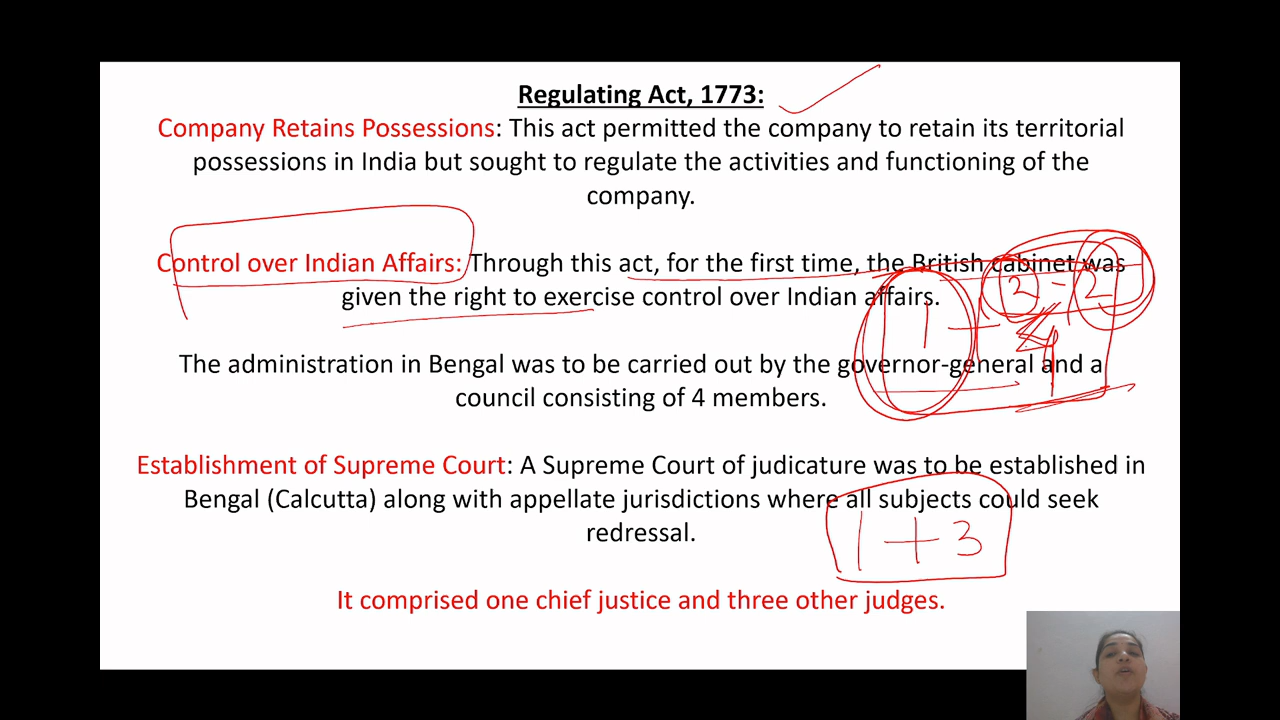 Regulating Act, 1773:
Company Retains Possessions: This act permitted the company to retain its territorial
possessions in India but sought to regulate the activities and functioning of the
company.
Control over Indian Affairs: Through this act, for the first time, the British cabinet was
given the right to exercise control over Indian affairs.
2 - 2
1 + 4
The administration in Bengal was to be carried out by the governor-general and a
council consisting of 4 members.
Establishment of Supreme Court: A Supreme Court of judicature was to be established in
Bengal (Calcutta) along with appellate jurisdictions where all subjects could seek
redressal.
1 + 3
It comprised one chief justice and three other judges.